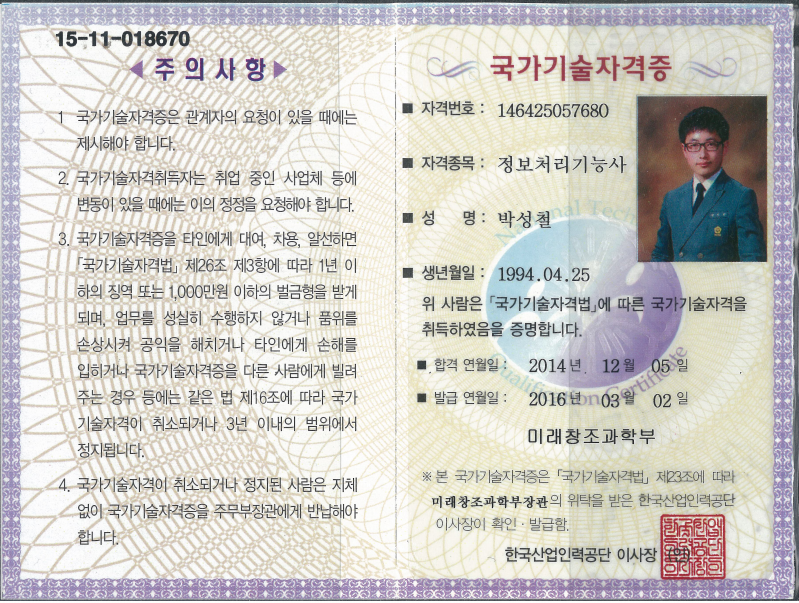 15-11-018670
◀ 주 의 사 항 ▶
1 국가기술자격증은 관계자의 요청이 있을 때에는
제시해야 합니다.
2. 국가기술자격취득자는 취업 중인 사업체 등에
변동이 있을 때에는 이의 정정을 요청해야 합니다.
3. 국가기술자격증을 타인에게 대여, 차용, 알선하면
「국가기술자격법」 제26조 제3항에 따라 1년 이
하의 징역 또는 1,000만원 이하의 벌금형을 받게
되며, 업무를 성실히 수행하지 않거나 품위를
손상시켜 공익을 해치거나 타인에게 손해를
입히거나 국가기술자격증을 다른 사람에게 빌려
주는 경우 등에는 같은 법 제16조에 따라 국가
기술자격이 취소되거나 3년 이내의 범위에서
정지됩니다.
4. 국가기술자격이 취소되거나 정지된 사람은 지체
없이 국가기술자격증을 주무부장관에게 반납해야
합니다.
국가기술자격증
■ 자격번호 : 146425057680
■ 자격종목 : 정보처리기능사
■ 성 명 : 박성철
■ 생년월일 : 1994.04.25
위 사람은 「국가기술자격법」에 따른 국가기술자격을
취득하였음을 증명합니다.
■ 합격 연월일 : 2014 년 12 월 05 일
■ 발급 연월일 : 2016 년 03 월 02 일
미래창조과학부
※ 본 국가기술자격증은 「국가기술자격법」 제23조에 따라
미래창조과학부장관의 위탁을 받은 한국산업인력공단
이사장이 확인·발급함.
한국산업인력공단 이사장 (인)
National Tech
Qualification Certificate